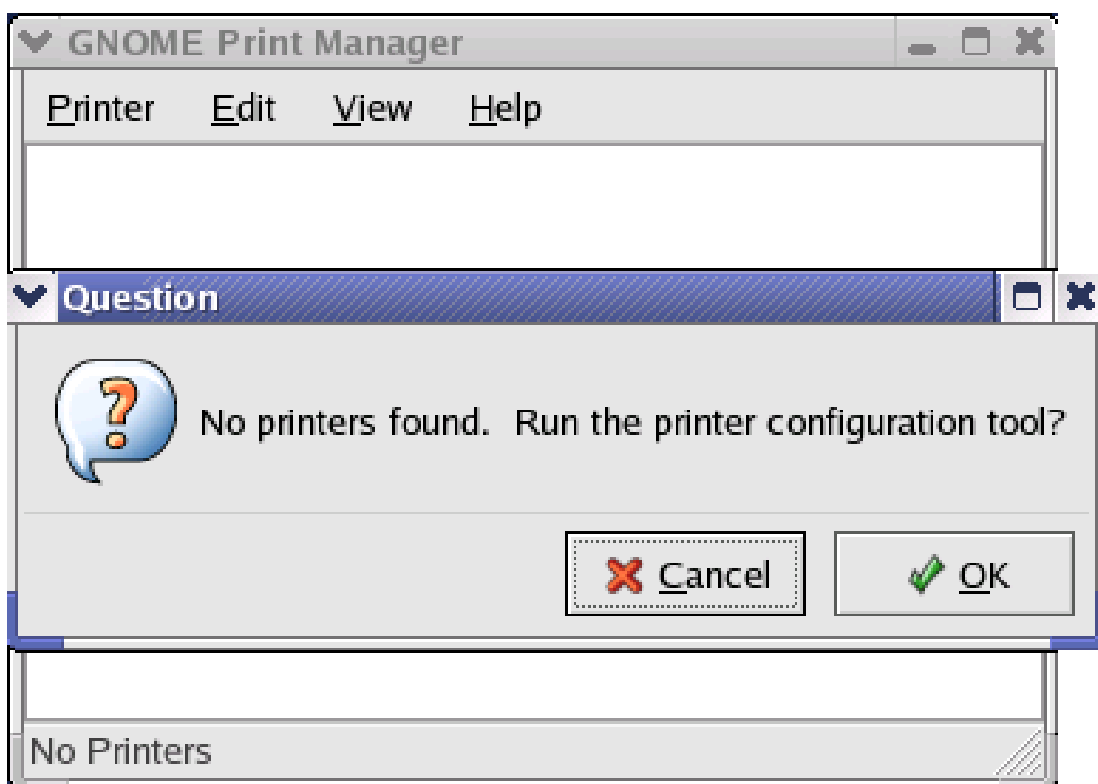 GNOME Print Manager
Printer Edit View Help
Question
No printers found. Run the printer configuration tool?
Cancel OK
No Printers